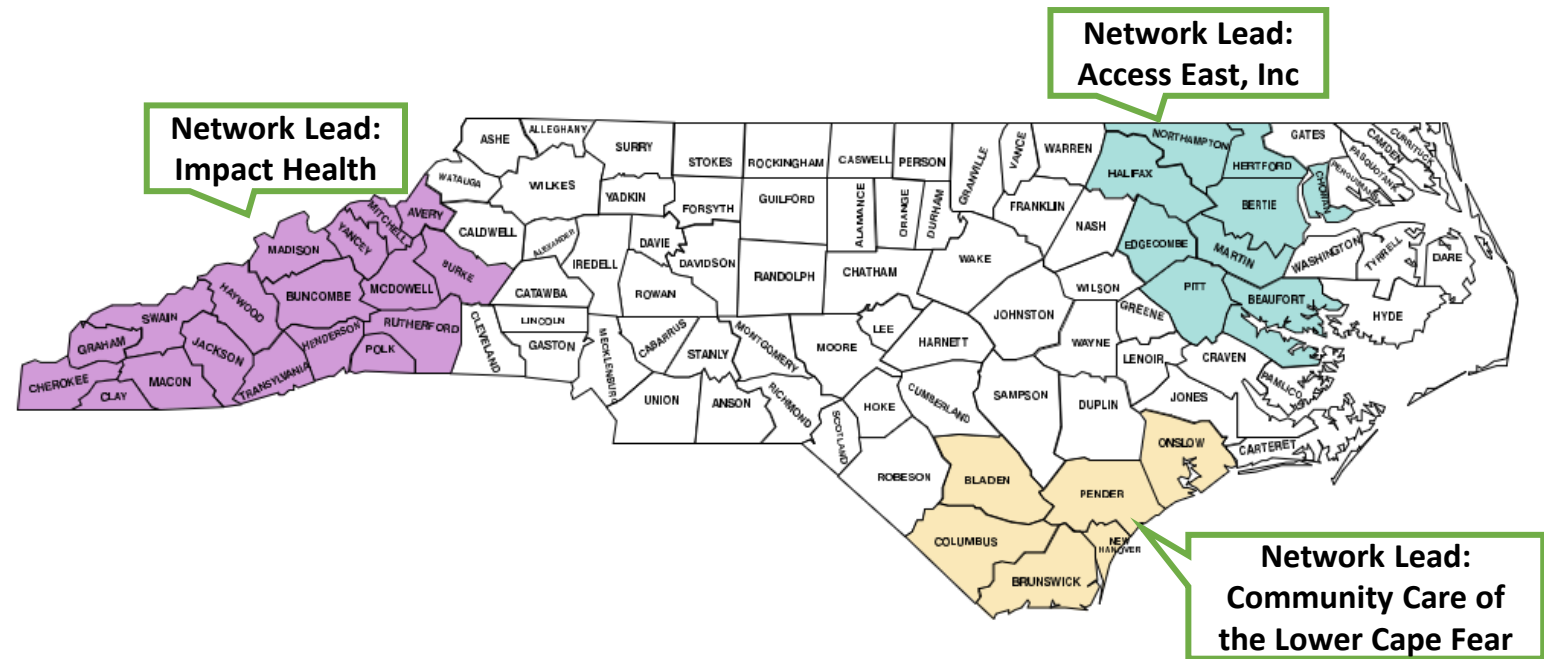 Network Lead:
Access East, Inc
Network Lead:
Impact Health
ASHE
ALLEGHANY
SURRY
STOKES
ROCKINGHAM
CASWELL
PERSON
GRANVILLE
VANCE
WARREN
NORTHAMPTON
GATES
CURRITUCK
CAMDEN
PASQUOTANK
PERQUIMANS
HERTFORD
HALIFAX
CHOWAN
WATAUGA
WILKES
YADKIN
FORSYTH
GUILFORD
ALAMANCE
ORANGE
DURHAM
FRANKLIN
NASH
BERTIE
MITCHELL
AVERY
CALDWELL
ALEXANDER
DAVIE
IREDELL
DAVIDSON
RANDOLPH
CHATHAM
WAKE
EDGECOMBE
MARTIN
WASHINGTON
TYRRELL
DARE
MADISON
YANCEY
BURKE
CATAWBA
ROWAN
WILSON
PITT
BEAUFORT
HYDE
HAYWOOD
BUNCOMBE
MCDOWELL
LINCOLN
JOHNSTON
GREENE
SWAIN
RUTHERFORD
CLEVELAND
GASTON
MECKLENBURG
CABARRUS
STANLY
MONTGOMERY
MOORE
LEE
HARNETT
WAYNE
LENOIR
CRAVEN
GRAHAM
JACKSON
HENDERSON
POLK
PAMLICO
CHEROKEE
MACON
TRANSYLVANIA
CLAY
UNION
ANSON
RICHMOND
SCOTLAND
HOKE
CUMBERLAND
SAMPSON
DUPLIN
JONES
ONSLOW
CARTERET
ROBESON
BLADEN
PENDER
COLUMBUS
NEW
HANOVER
BRUNSWICK
Network Lead:
Community Care of
the Lower Cape Fear